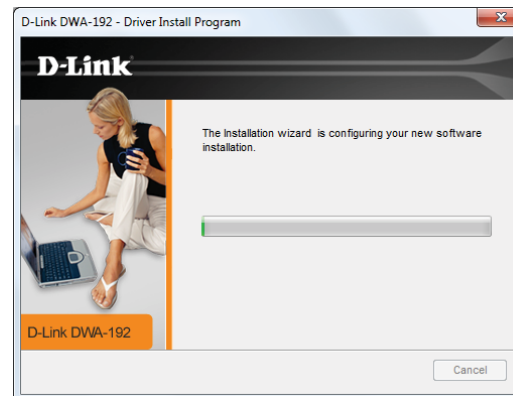 D-Link DWA-192 - Driver Install Program
D-Link
The Installation wizard is configuring your new software
installation.
D-Link DWA-192
Cancel